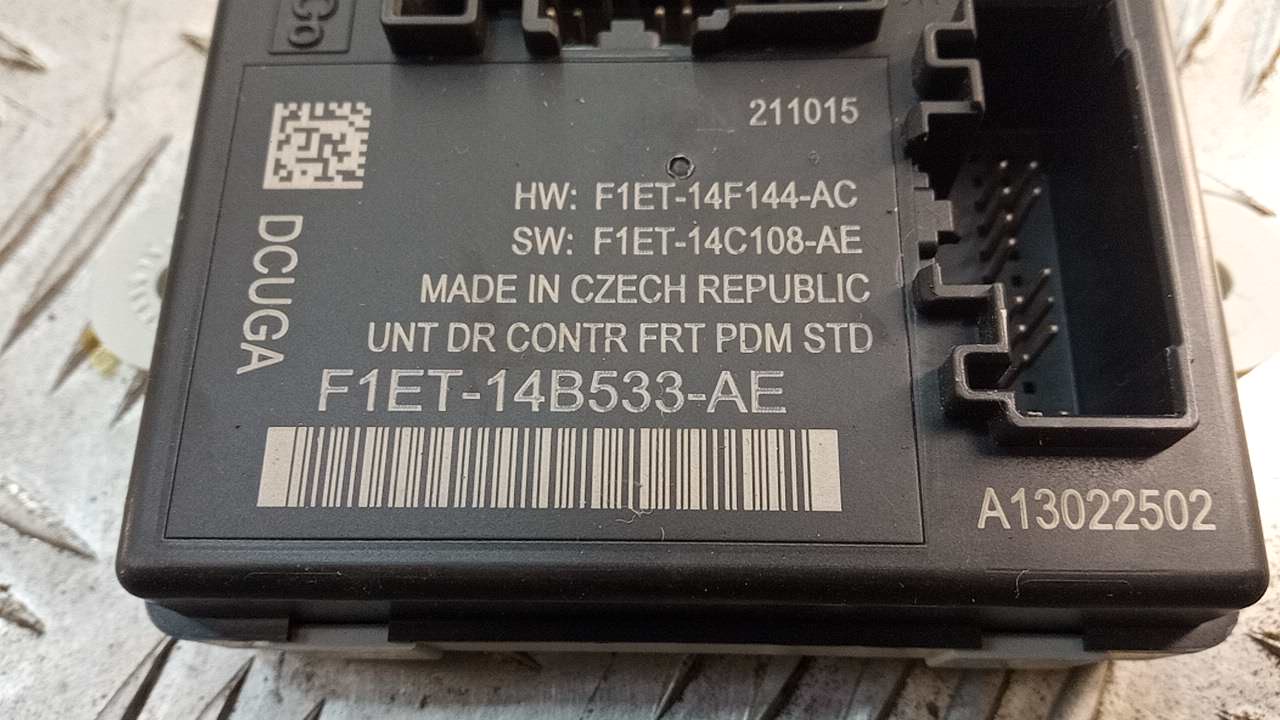 211015
HW: F1ET-14F144-AC
SW: F1ET-14C108-AE
MADE IN CZECH REPUBLIC
UNT DR CONTR FRT PDM STD
F1ET-14B533-AE
DCUGA
A13022502